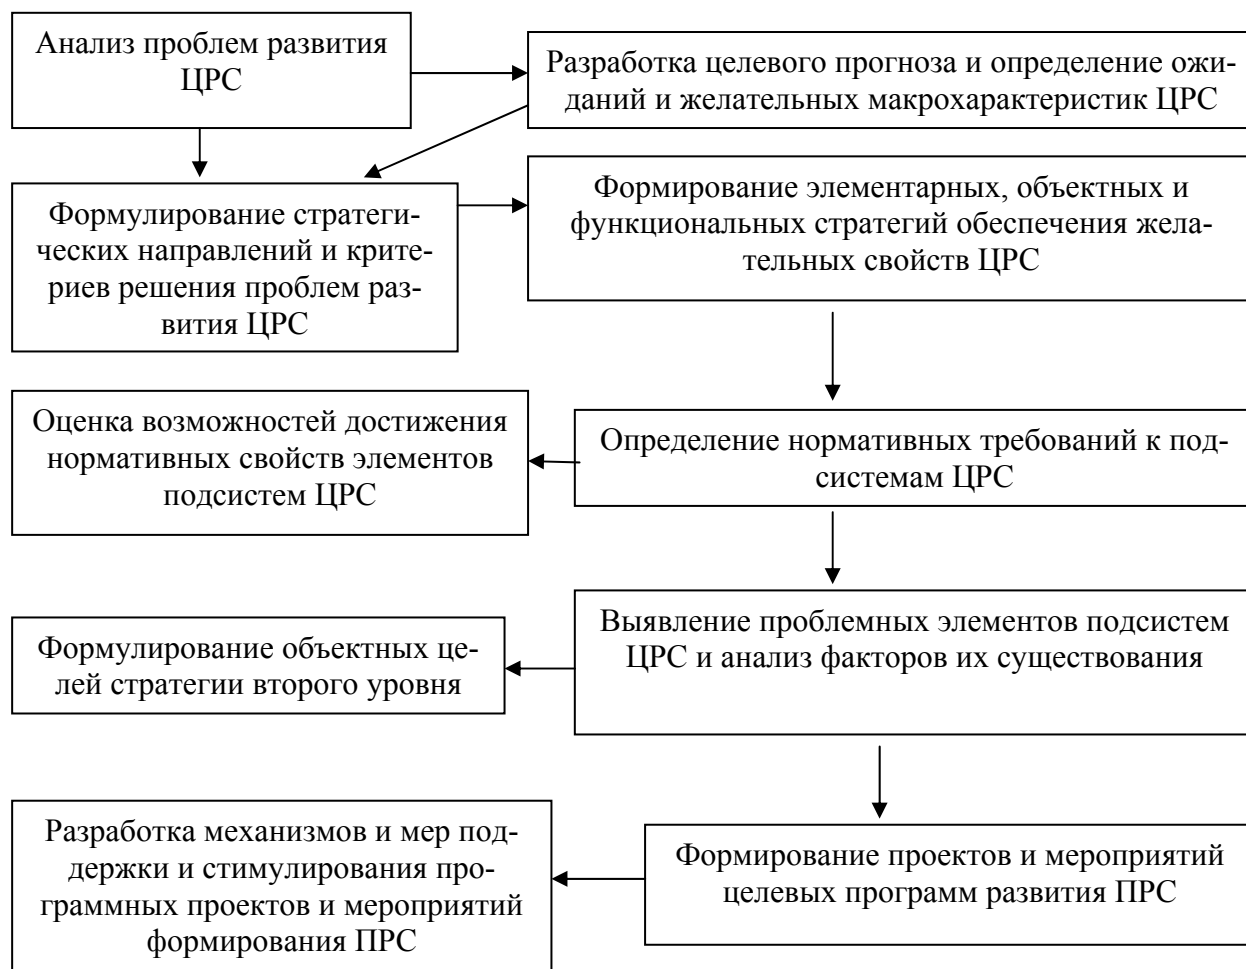 Анализ проблем развития
ЦРС
Разработка целевого прогноза и определение ожи-
даний и желательных макрохарактеристик ЦРС
Формулирование стратеги-
ческих направлений и крите-
риев решения проблем раз-
вития ЦРС
Формирование элементарных, объектных и
функциональных стратегий обеспечения жела-
тельных свойств ЦРС
Оценка возможностей достижения
нормативных свойств элементов
подсистем ЦРС
Определение нормативных требований к под-
системам ЦРС
Формулирование объектных це-
лей стратегии второго уровня
Выявление проблемных элементов подсистем
ЦРС и анализ факторов их существования
Разработка механизмов и мер под-
держки и стимулирования про-
граммных проектов и мероприятий
формирования ПРС
Формирование проектов и мероприятий
целевых программ развития ПРС